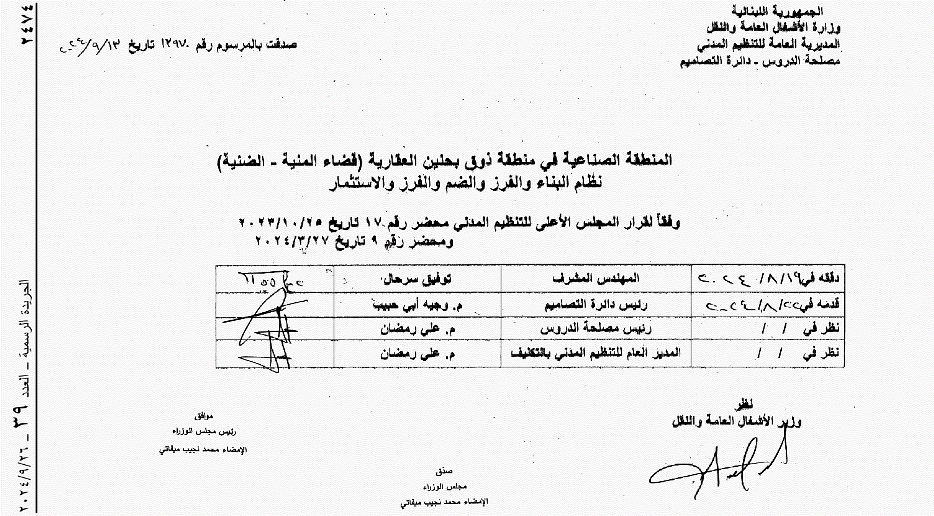 الجمهورية اللبنانية
وزارة الأشغال العامة والنقل
المديرية العامة للتنظيم المدني
مصلحة الدروس - دائرة التصاميم
صدقت بالمرسوم رقم ١٣٩٧٠ تاريخ ٢٠٢٤/٩/١٣
٢٤٧٤
المنطقة الصناعية في منطقة ذوق بحنين العقارية (قضاء المنية - الضنية)
نظام البناء والفرز والضم والفرز والاستثمار
وفقاً لقرار المجلس الأعلى للتنظيم المدني محضر رقم ١٧ تاريخ ٢٠٢٣/١٠/٢٥
ومحضر رقم ٩ تاريخ ٢٠٢٤/٣/٢٧
دققه في ٢٠٢٤/٨/١٩ المهندس المشرف توفيق سرحال
قدمه في ٢٠٢٤/٨/٢٢ رئيس دائرة التصاميم م. وجيه أبي حبيب
نظر في / / رئيس مصلحة الدروس م. علي رمضان
نظر في / / المدير العام للتنظيم المدني بالتكليف م. علي رمضان
نظر
وزير الأشغال العامة والنقل
موافق
رئيس مجلس الوزراء
الإمضاء محمد نجيب ميقاتي
صدق
مجلس الوزراء
الإمضاء محمد نجيب ميقاتي
الجريدة الرسمية - العدد ٣٩ - ٢٠٢٤/٩/٢٦